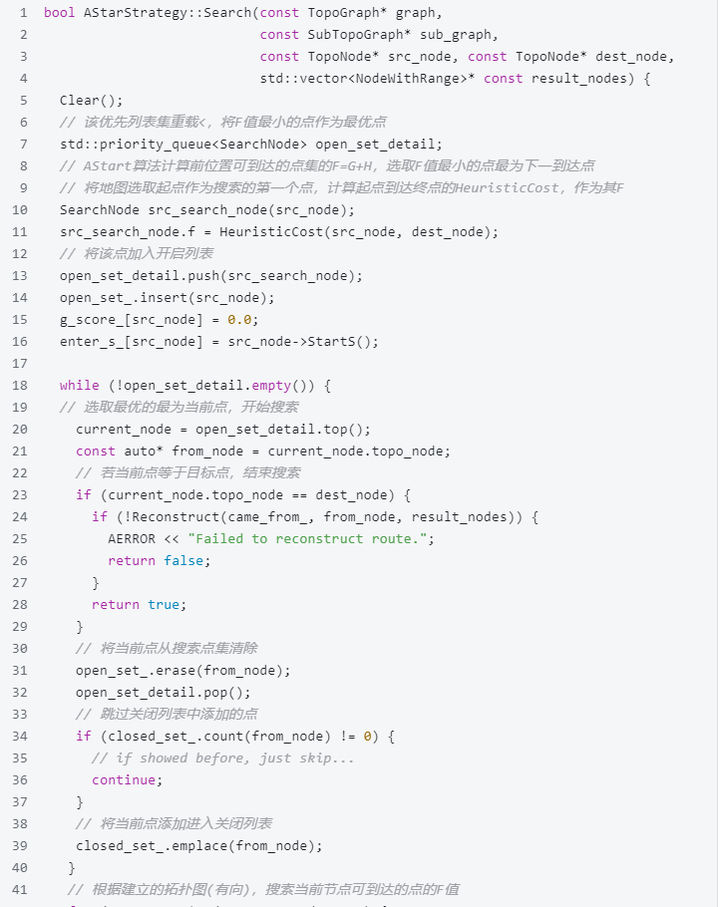 1 bool AStarStrategy::Search(const TopoGraph* graph,
2 const SubTopoGraph* sub_graph,
3 const TopoNode* src_node, const TopoNode* dest_node,
4 std::vector<NodeWithRange>* const result_nodes) {
5 Clear();
6 // 该优先列表集重载<，将F值最小的点作为最优点
7 std::priority_queue<SearchNode> open_set_detail;
8 // AStart算法计算前位置可到达的点集的F=G+H，选取F值最小的点最为下一到达点
9 // 将地图选取起点作为搜索的第一个点，计算起点到达终点的HeuristicCost，作为其F
10 SearchNode src_search_node(src_node);
11 src_search_node.f = HeuristicCost(src_node, dest_node);
12 // 将该点加入开启列表
13 open_set_detail.push(src_search_node);
14 open_set_.insert(src_node);
15 g_score_[src_node] = 0.0;
16 enter_s_[src_node] = src_node->StartS();
17
18 while (!open_set_detail.empty()) {
19 // 选取最优的最为当前点，开始搜索
20 current_node = open_set_detail.top();
21 const auto* from_node = current_node.topo_node;
22 // 若当前点等于目标点，结束搜索
23 if (current_node.topo_node == dest_node) {
24 if (!Reconstruct(came_from_, from_node, result_nodes)) {
25 AERROR << "Failed to reconstruct route.";
26 return false;
27 }
28 return true;
29 }
30 // 将当前点从搜索点集清除
31 open_set_.erase(from_node);
32 open_set_detail.pop();
33 // 跳过关闭列表中添加的点
34 if (closed_set_.count(from_node) != 0) {
35 // if showed before, just skip...
36 continue;
37 }
38 // 将当前点添加进入关闭列表
39 closed_set_.emplace(from_node);
40 }
41 // 根据建立的拓扑图(有向)，搜索当前节点可到达的点的F值